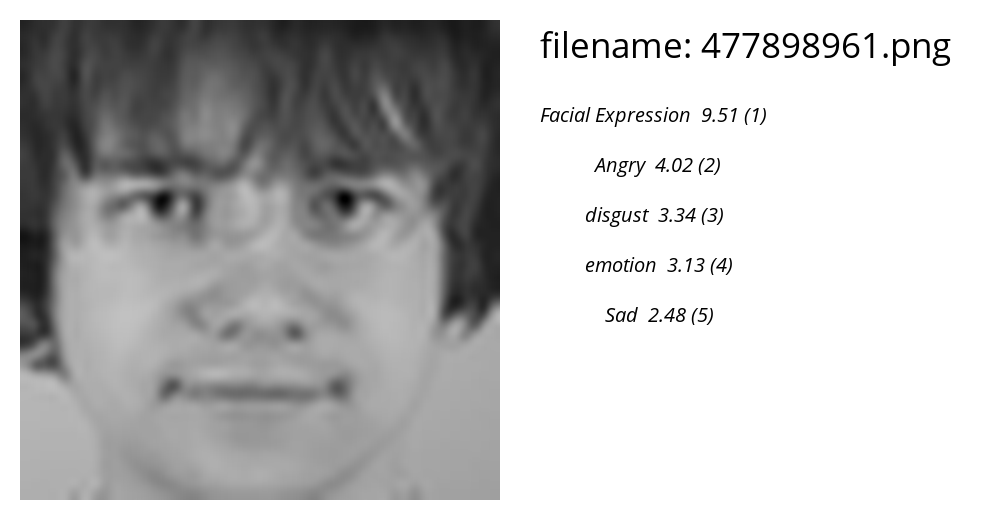 filename: 477898961.png
Facial Expression 9.51 (1)
Angry 4.02 (2)
disgust 3.34 (3)
emotion 3.13 (4)
Sad 2.48 (5)